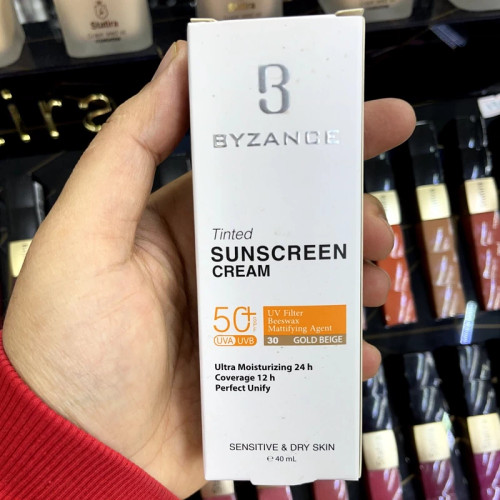 Statira
BYZANCE
Tinted
SUNSCREEN
CREAM
50+
UVA UVB
UV Filter
Beeswax
Mattifying Agent
30 GOLD BEIGE
Ultra Moisturizing 24 h
Coverage 12 h
Perfect Unify
SENSITIVE & DRY SKIN
℮ 40 mL